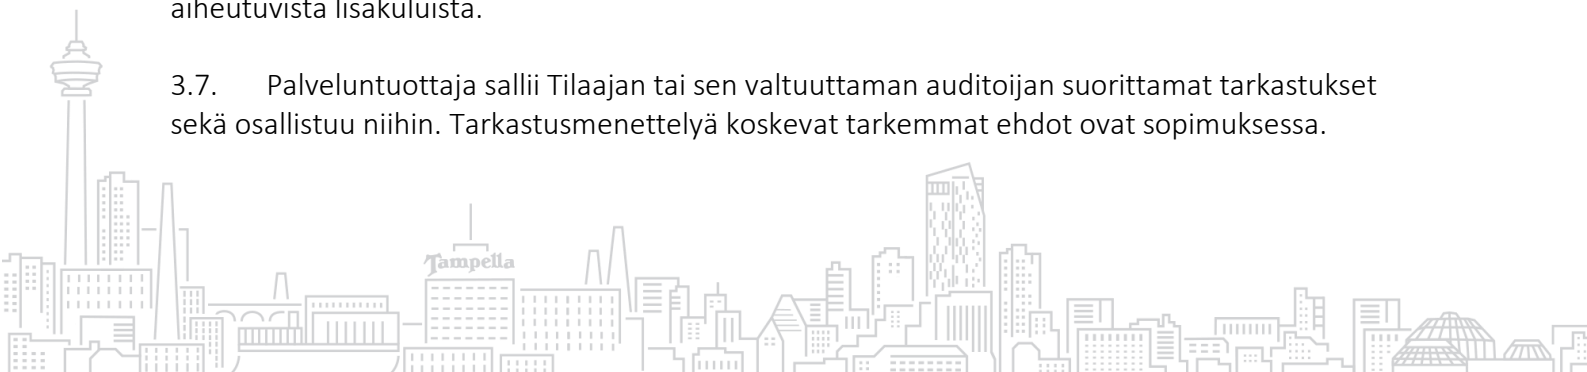 aiheutuvista lisäkuluista.
3.7. Palveluntuottaja sallii Tilaajan tai sen valtuuttaman auditoijan suorittamat tarkastukset
sekä osallistuu niihin. Tarkastusmenettelyä koskevat tarkemmat ehdot ovat sopimuksessa.
Tampella